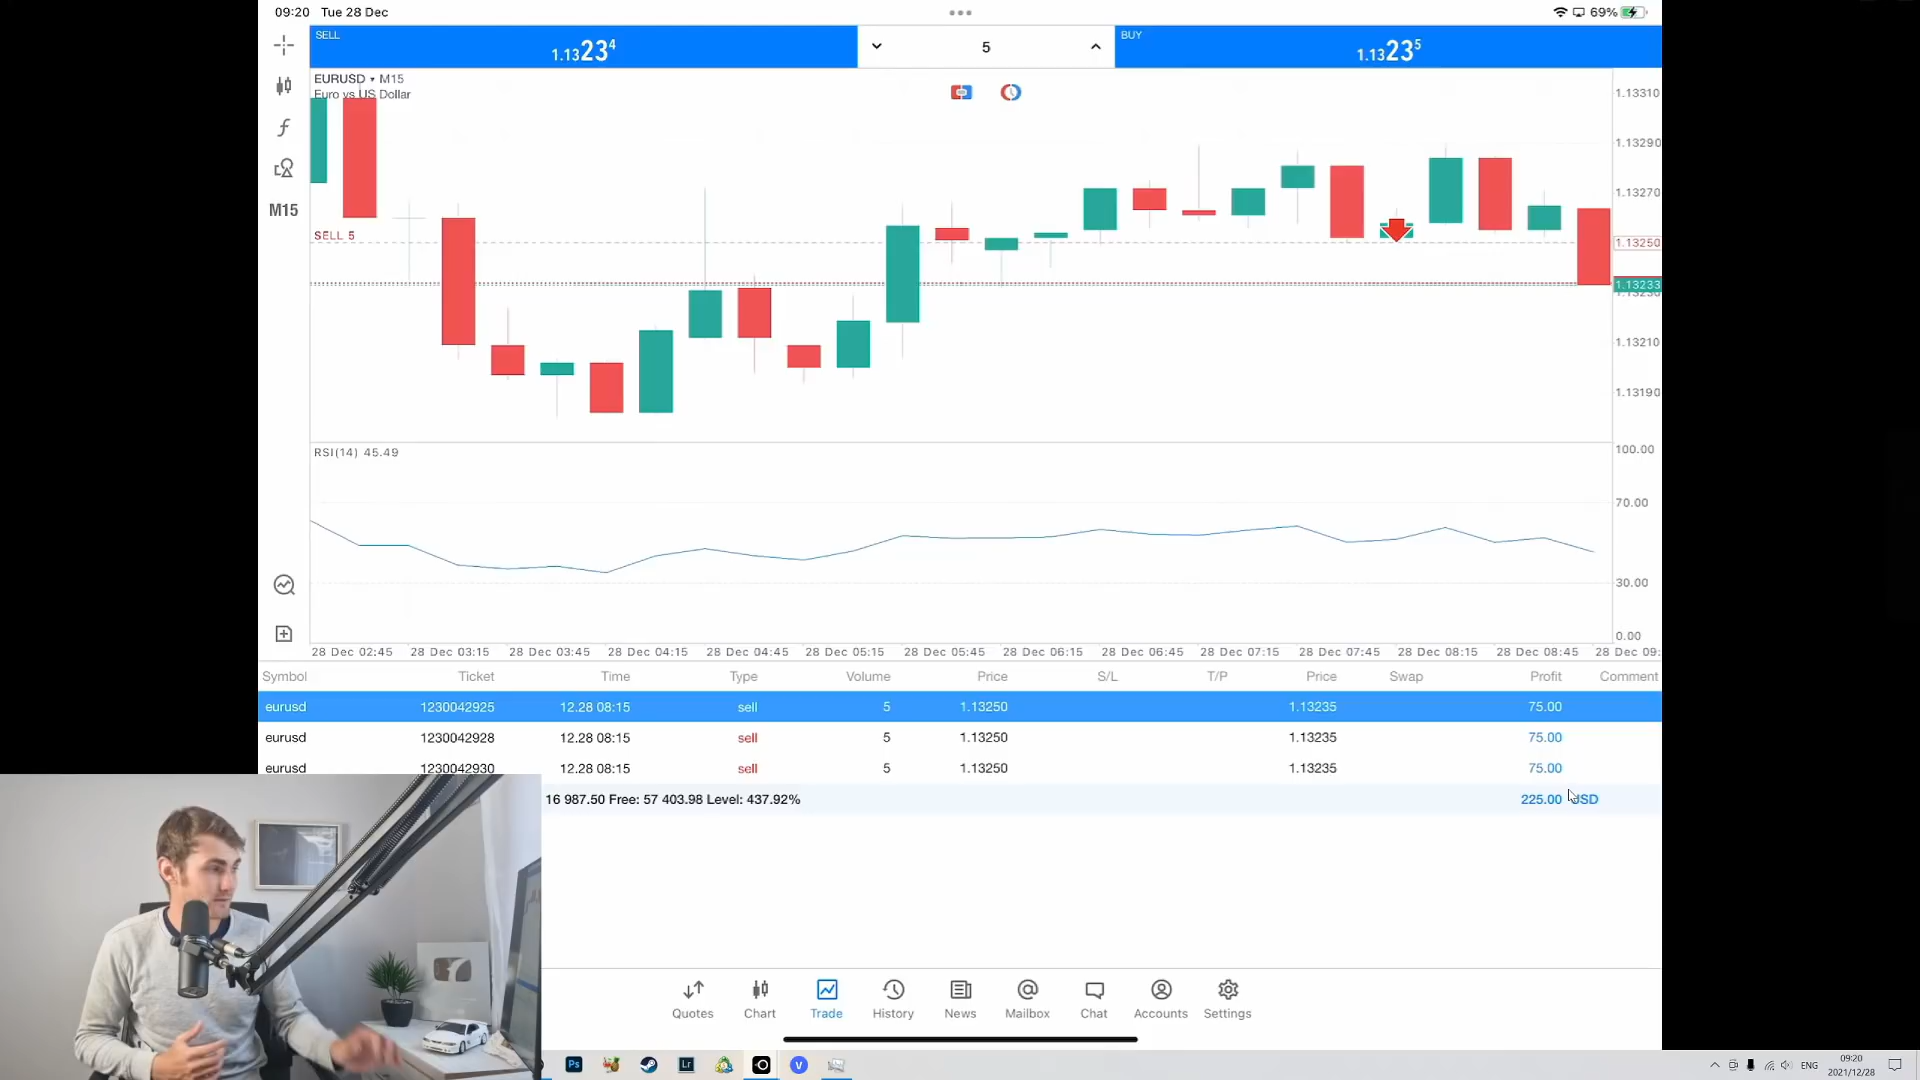 09:20 Tue 28 Dec
69%
SELL
1.13234
5
BUY
1.13235
EURUSD M15
Euro vs US Dollar
M15
SELL 5
1.13310
1.13290
1.13270
1.13250
1.13233
1.13210
1.13190
RSI(14) 45.49
100.00
70.00
30.00
0.00
28 Dec 02:45 28 Dec 03:15 28 Dec 03:45 28 Dec 04:15 28 Dec 04:45 28 Dec 05:15 28 Dec 05:45 28 Dec 06:15 28 Dec 06:45 28 Dec 07:15 28 Dec 07:45 28 Dec 08:15 28 Dec 08:45 28 Dec 09:
Symbol Ticket Time Type Volume Price S/L T/P Price Swap Profit Comment
eurusd 1230042925 12.28 08:15 sell 5 1.13250 1.13235 75.00
eurusd 1230042928 12.28 08:15 sell 5 1.13250 1.13235 75.00
eurusd 1230042930 12.28 08:15 sell 5 1.13250 1.13235 75.00
16 987.50 Free: 57 403.98 Level: 437.92% 225.00 USD
Quotes Chart Trade History News Mailbox Chat Accounts Settings
Ps Lr V
ENG
09:20
2021/12/28